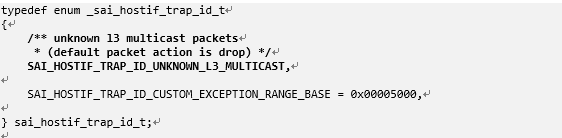 typedef enum _sai_hostif_trap_id_t
{
/** unknown l3 multicast packets
* (default packet action is drop) */
SAI_HOSTIF_TRAP_ID_UNKNOWN_L3_MULTICAST,
SAI_HOSTIF_TRAP_ID_CUSTOM_EXCEPTION_RANGE_BASE = 0x00005000,
} sai_hostif_trap_id_t;